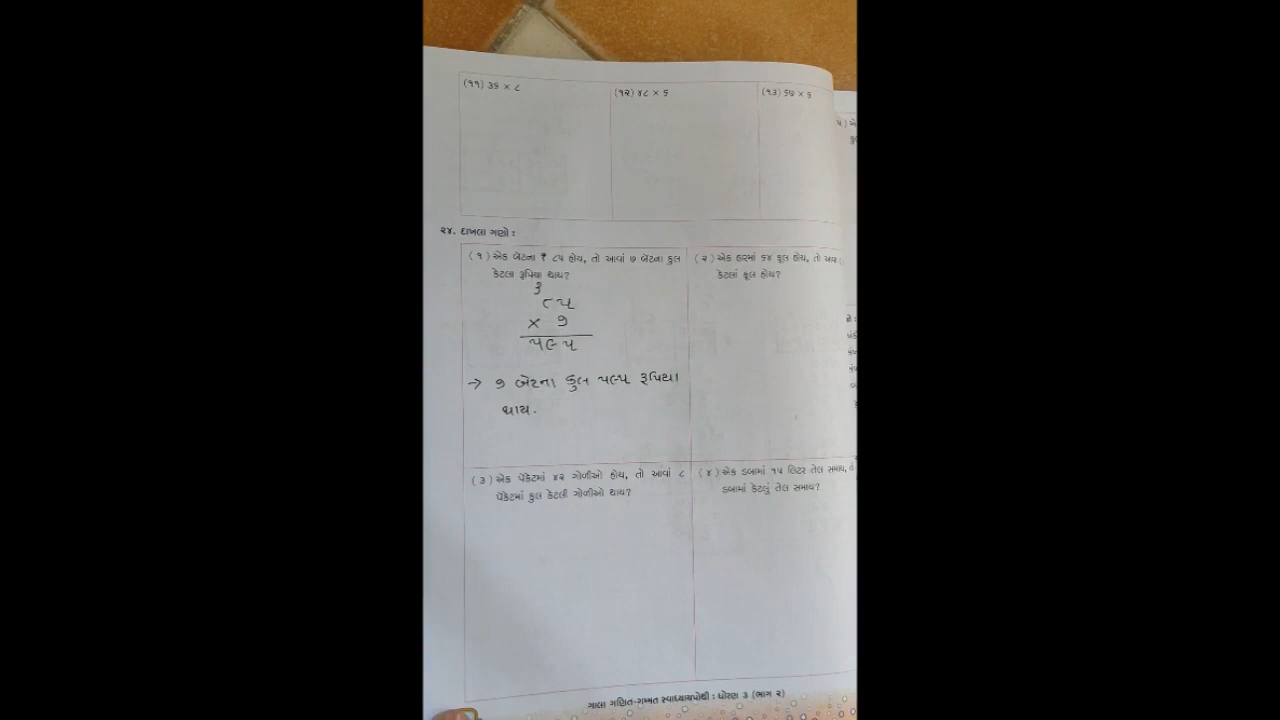 (૧૧) ૩૬ × ૮
(૧૨) ૪૮ × ૬
(૧૩) ૬૭ × ૬
૨૪. દાખલા ગણો :
(૧) એક બેટના ₹ ૮૫ હોય, તો આવાં ૭ બેટના કુલ
કેટલા રૂપિયા થાય?
૩
૮૫
× ૭
૫૯૫
→ ૭ બેટના કુલ ૫૯૫ રૂપિયા
થાય.
(૨) એક હારમાં ૬૪ ફૂલ હોય, તો આવા
કેટલાં ફૂલ હોય?
(૩) એક પૅકેટમાં ૪૨ ગોળીઓ હોય, તો આવાં ૮
પૅકેટમાં કુલ કેટલી ગોળીઓ થાય?
(૪) એક ડબામાં ૧૫ લિટર તેલ સમાય,
ડબામાં કેટલું તેલ સમાય?
ગાલા ગણિત-ગમ્મત સ્વાધ્યાયપોથી : ધોરણ ૩ (ભાગ ૨)